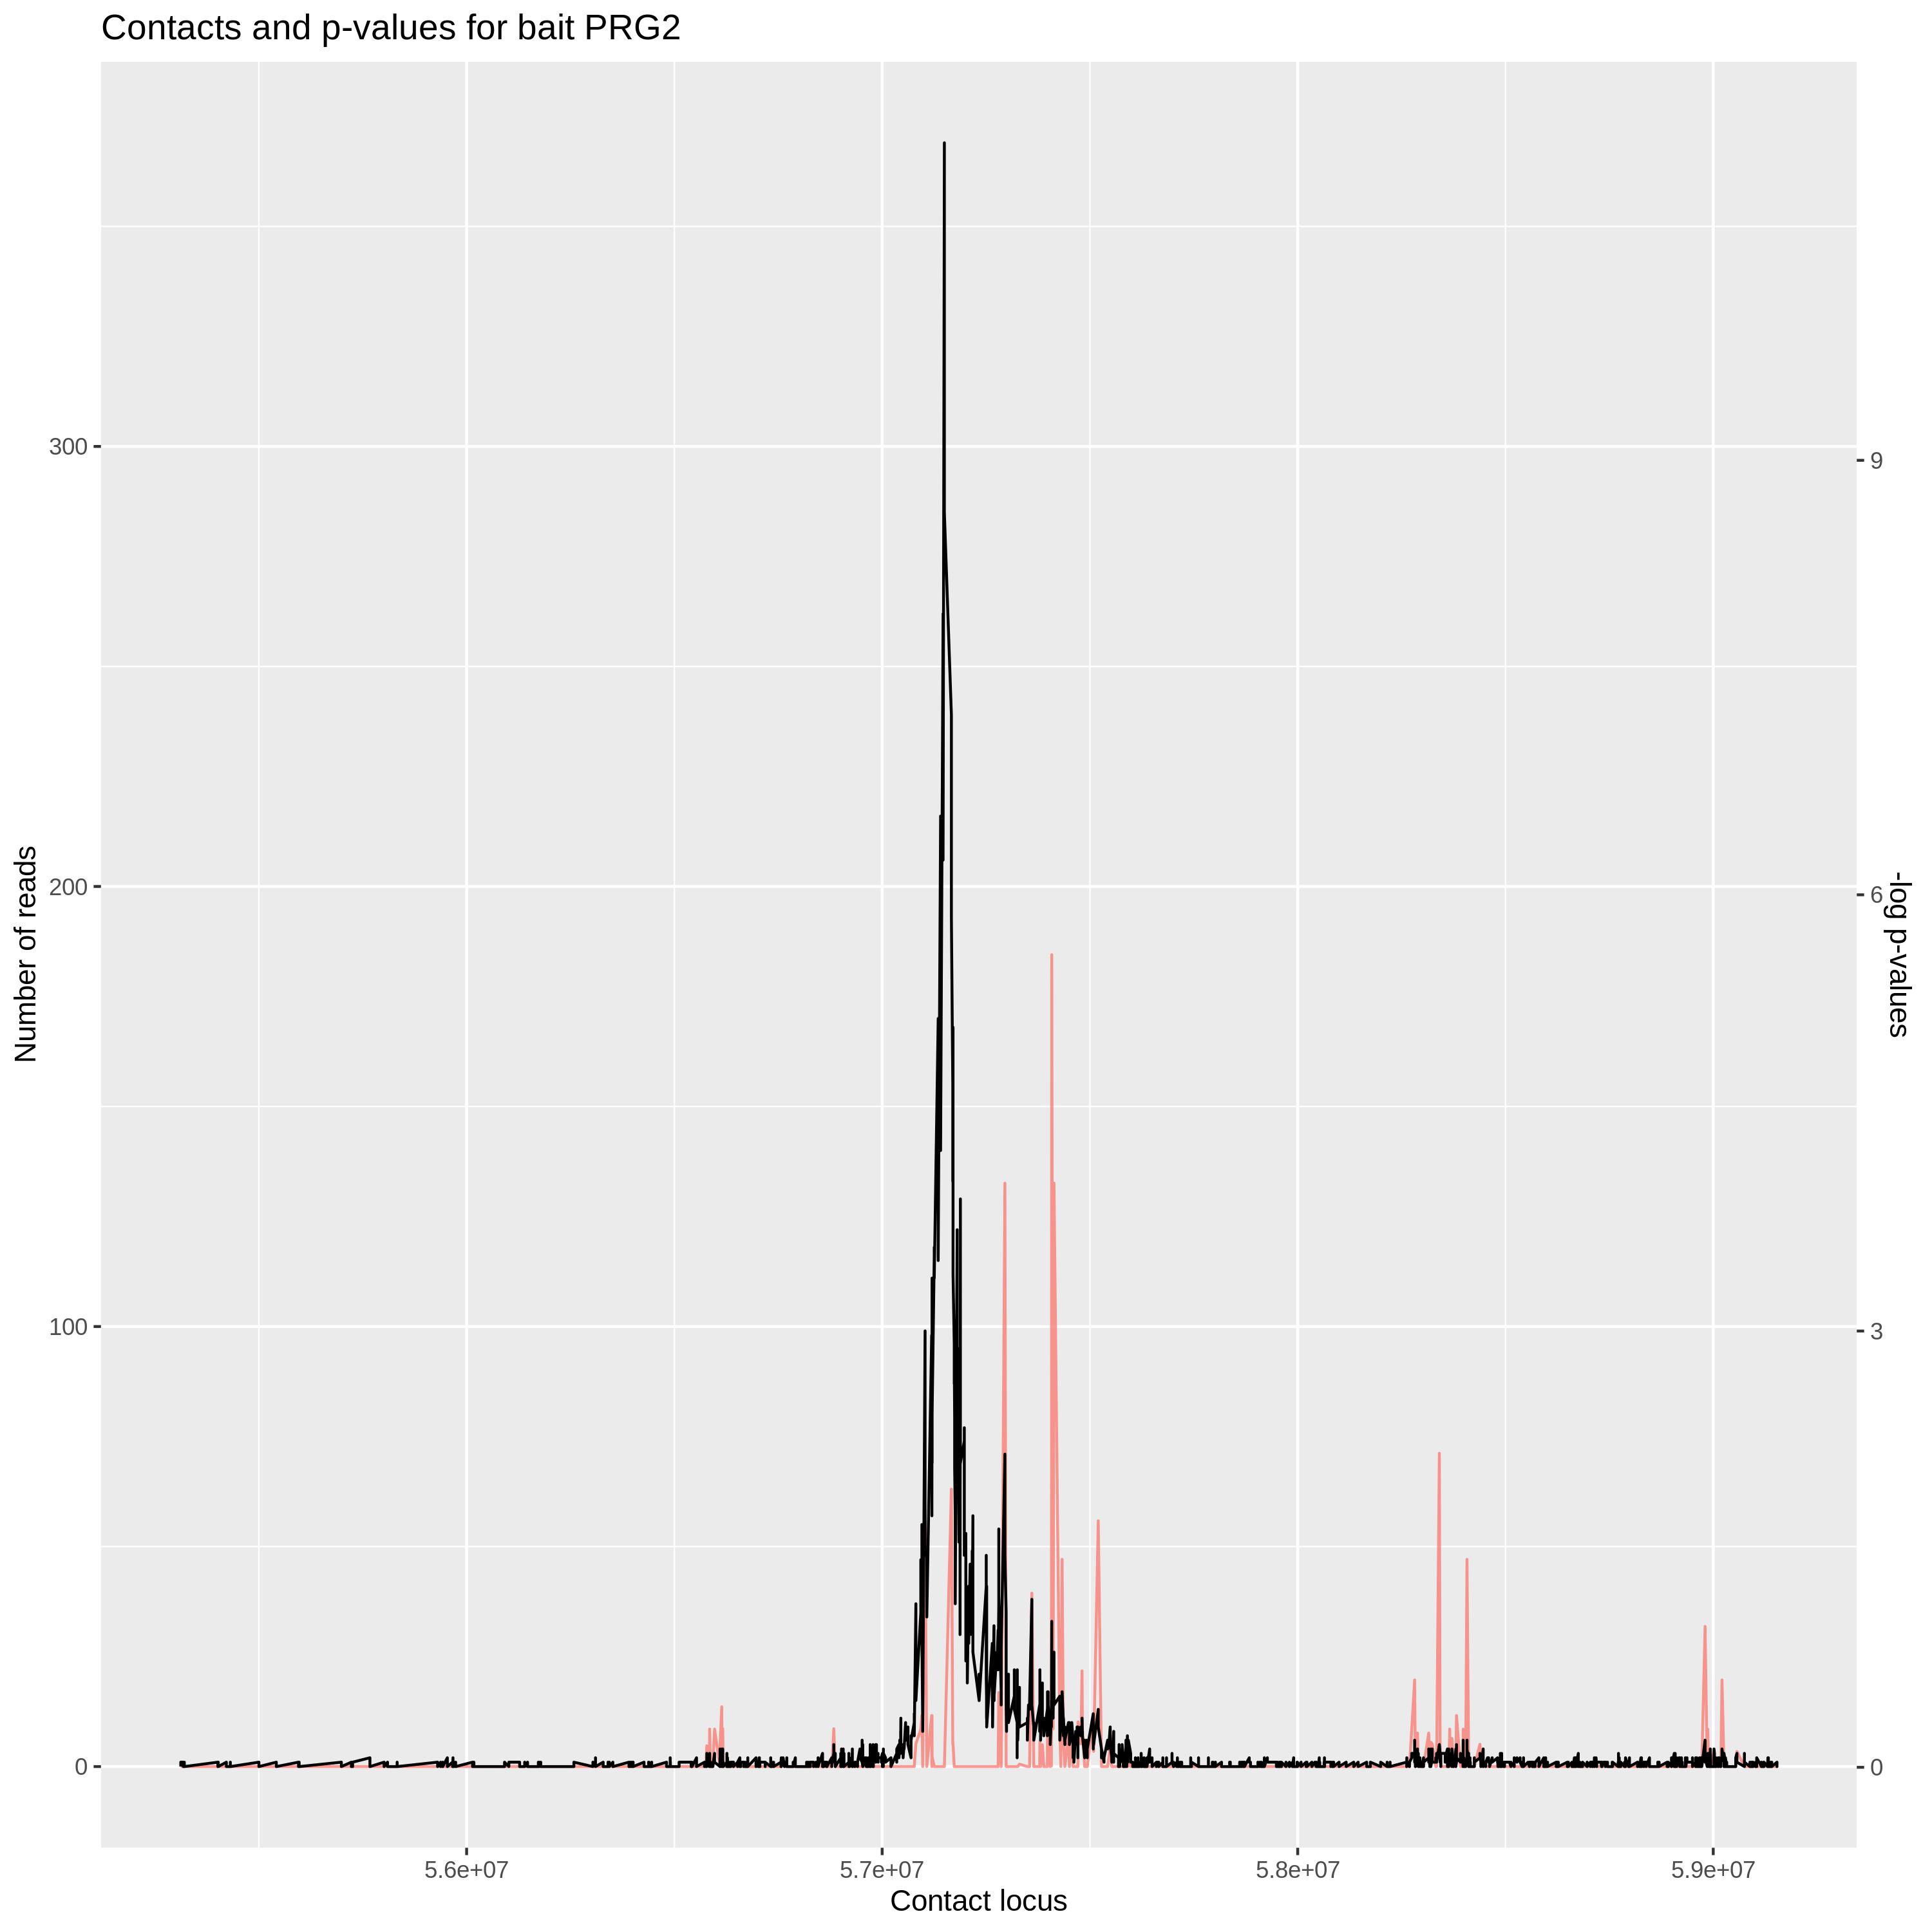 Contacts and p-values for bait PRG2
Number of reads
300
200
100
0
9
6
3
0
-log p-values
5.6e+07
5.7e+07
5.8e+07
5.9e+07
Contact locus